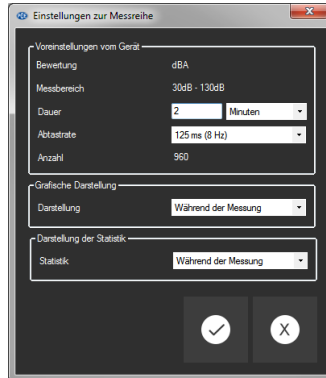 Einstellungen zur Messreihe
Voreinstellungen vom Gerät
Bewertung dBA
Messbereich 30dB - 130dB
Dauer 2 Minuten
Abtastrate 125 ms (8 Hz)
Anzahl 960
Grafische Darstellung
Darstellung Während der Messung
Darstellung der Statistik
Statistik Während der Messung